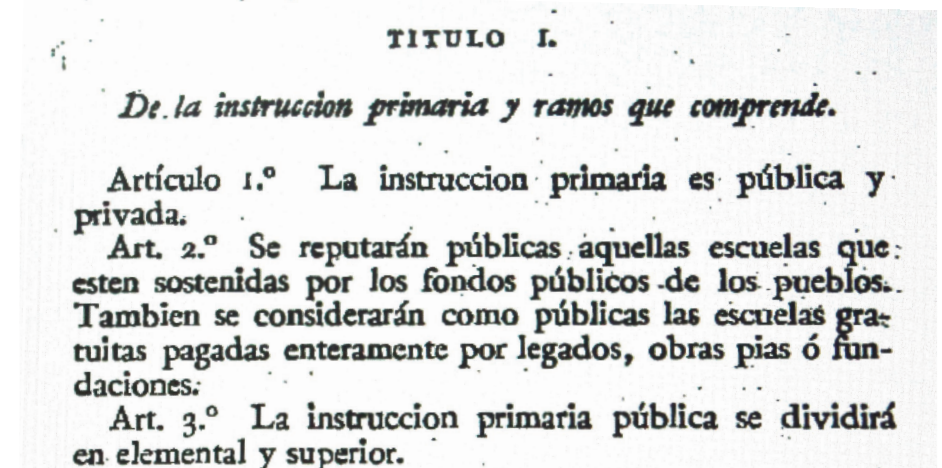 TITULO I.
De la instruccion primaria y ramos que comprende.
Artículo 1.º La instruccion primaria es pública y
privada.
Art. 2.º Se reputarán públicas aquellas escuelas que
esten sostenidas por los fondos públicos de los pueblos.
Tambien se considerarán como públicas las escuelas gra-
tuitas pagadas enteramente por legados, obras pias ó fun-
daciones.
Art. 3.º La instruccion primaria pública se dividirá
en elemental y superior.